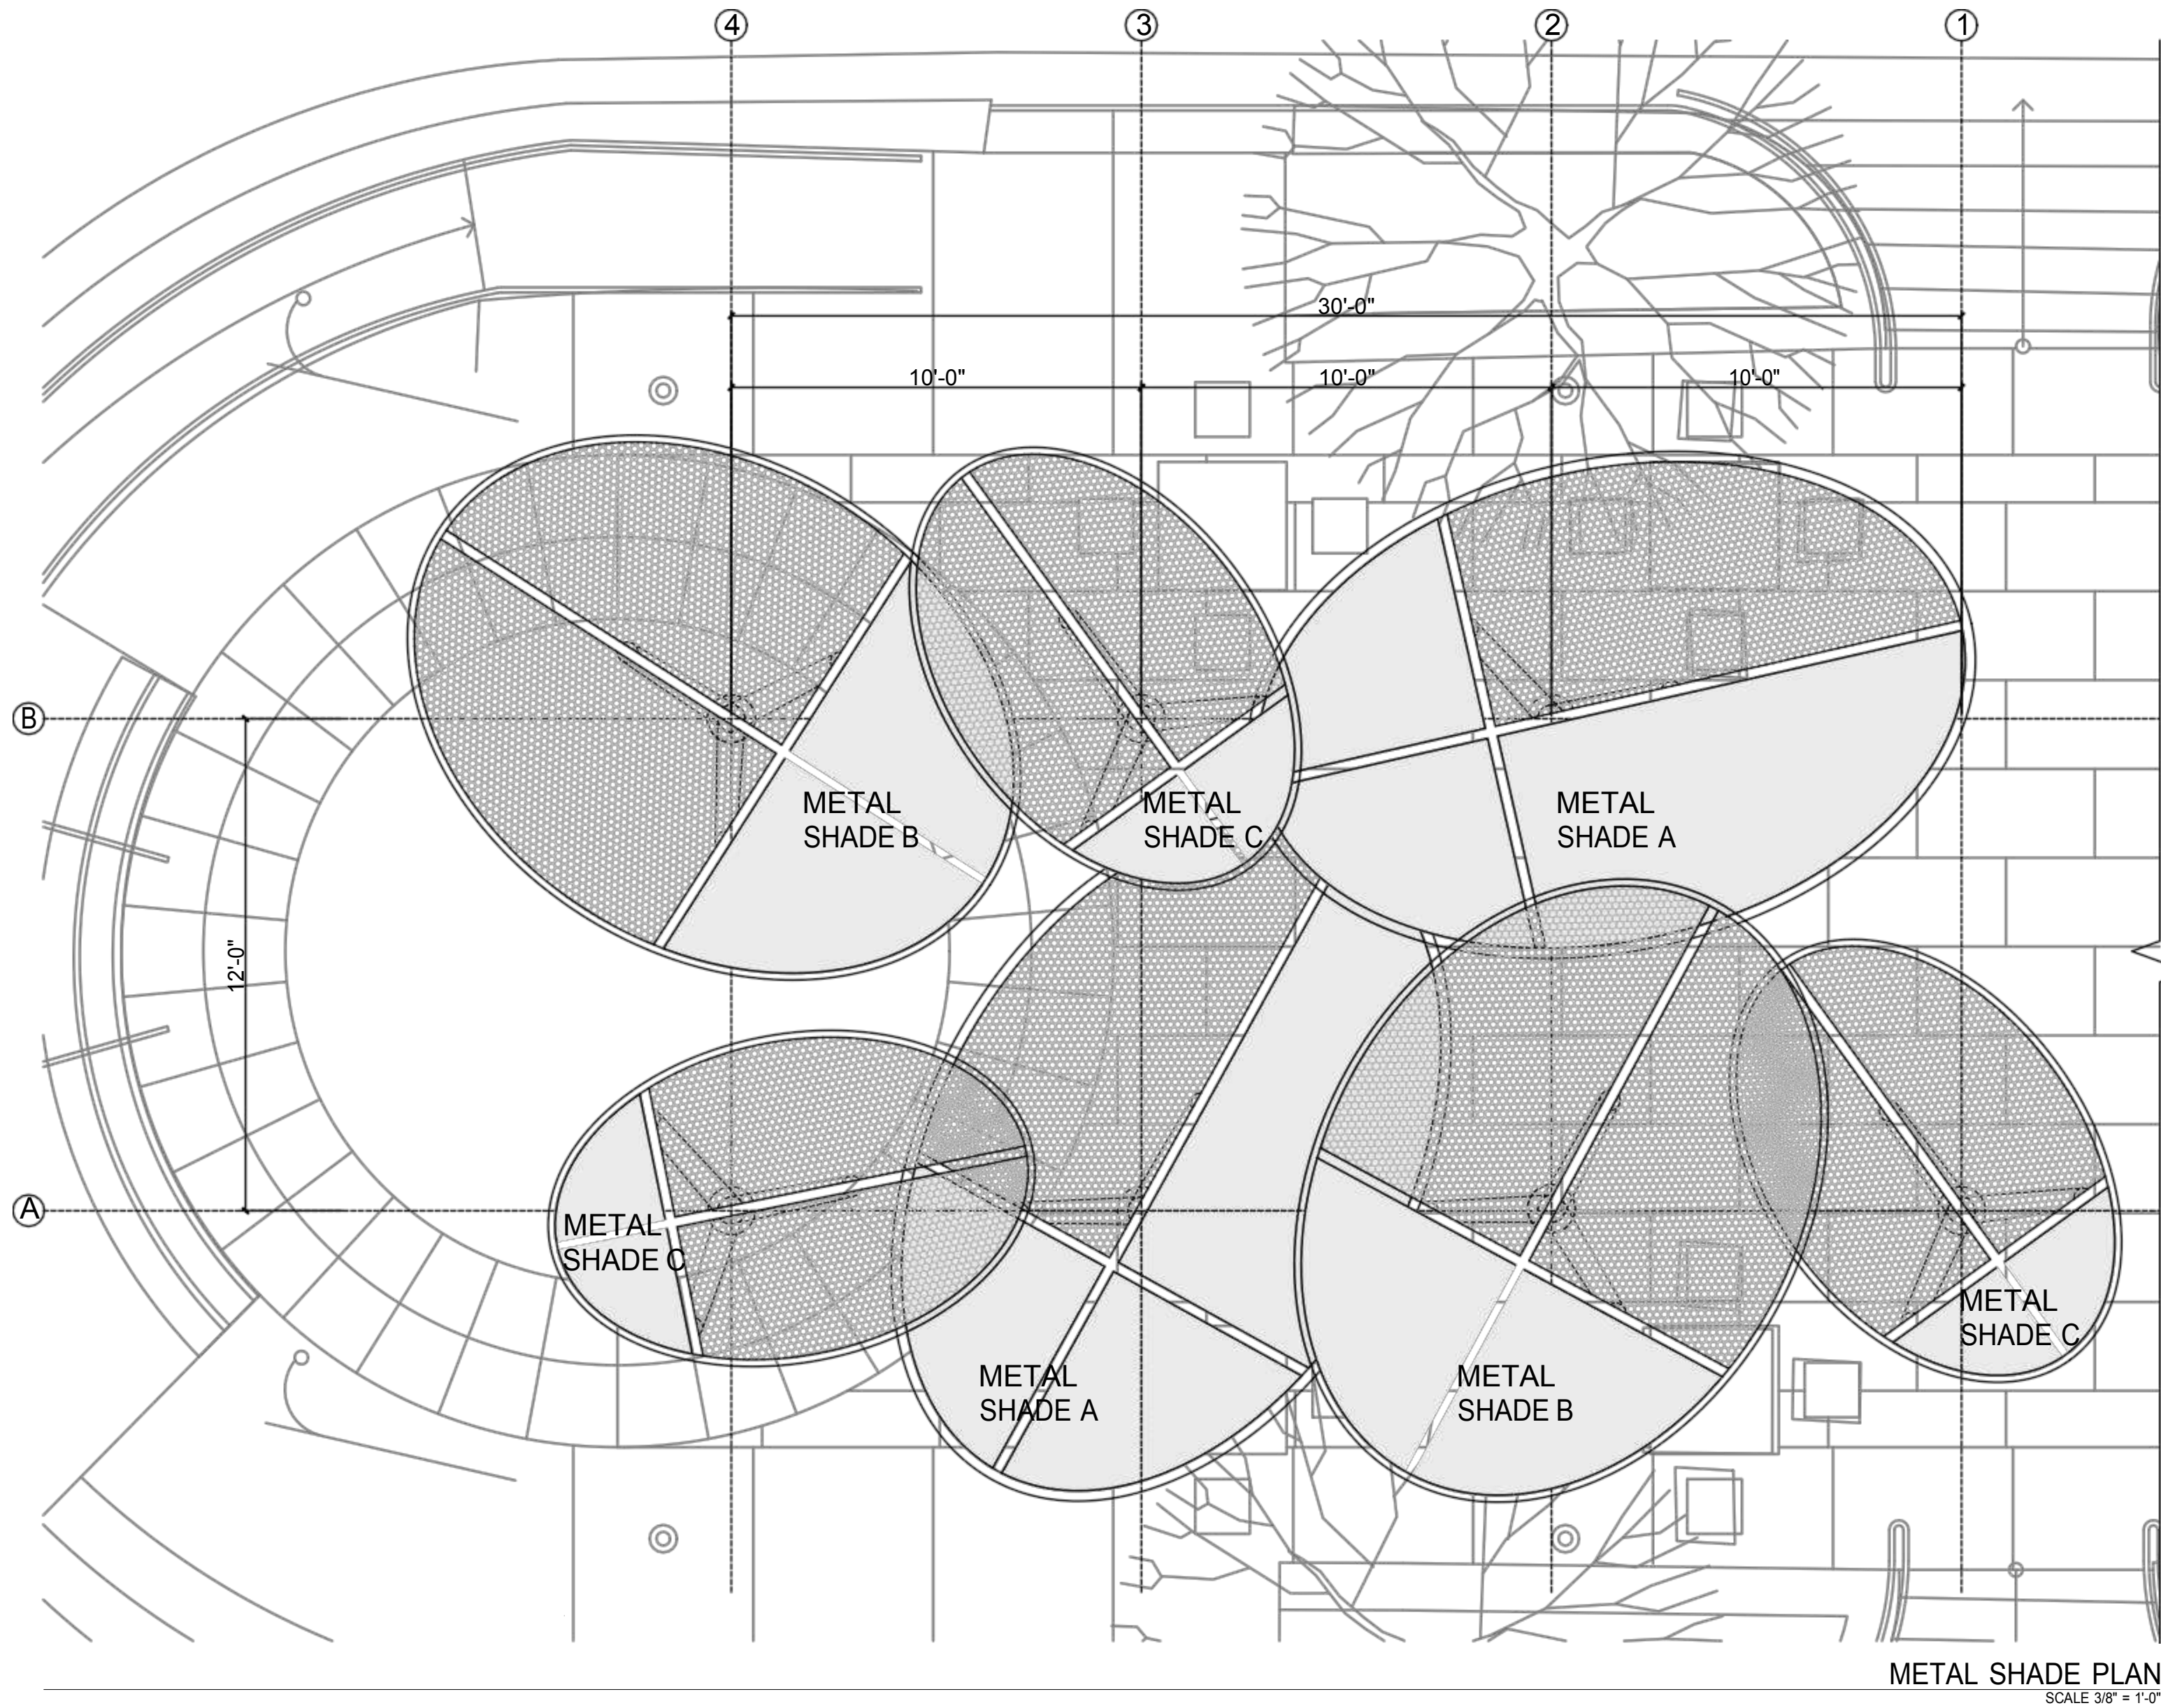 4
3
2
1
30'-0"
10'-0"
10'-0"
10'-0"
B
METAL
SHADE B
METAL
SHADE C
METAL
SHADE A
12'-0"
A
METAL
SHADE C
METAL
SHADE A
METAL
SHADE B
METAL
SHADE C
METAL SHADE PLAN
SCALE 3/8" = 1'-0"